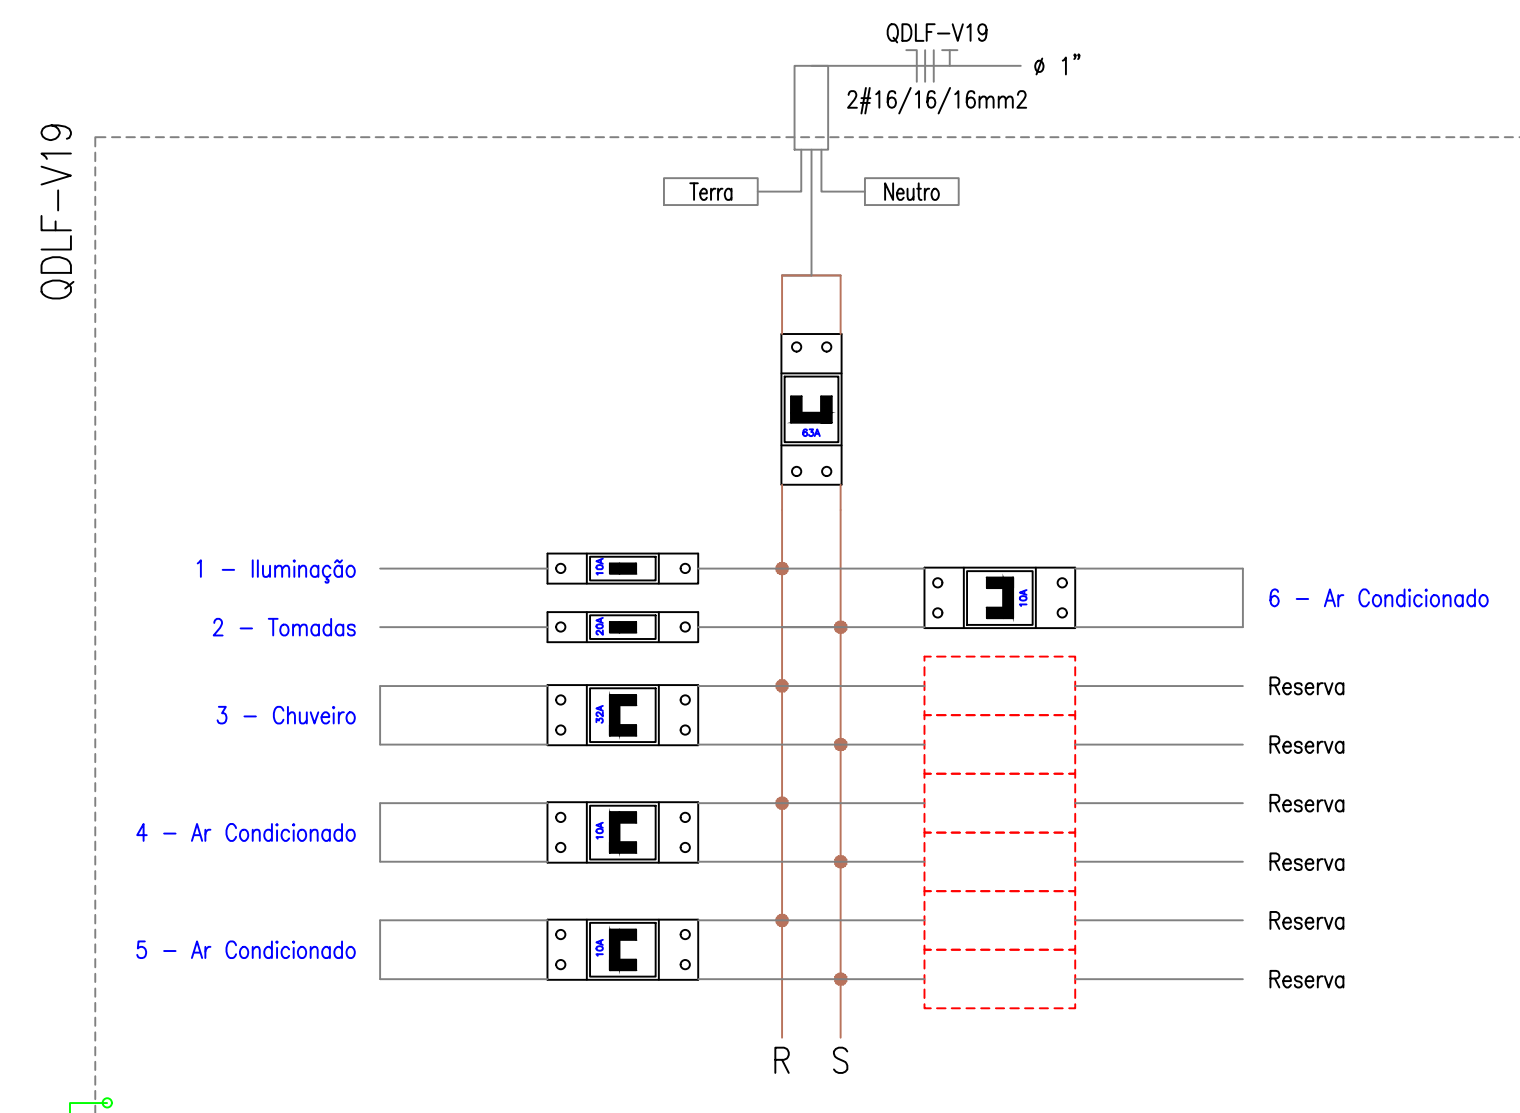 QDLF-V19
ø 1"
2#16/16/16mm2
QDLF-V19
Terra
Neutro
63A
1 - Iluminação
10A
2 - Tomadas
20A
10A
6 - Ar Condicionado
3 - Chuveiro
32A
Reserva
Reserva
4 - Ar Condicionado
10A
Reserva
Reserva
5 - Ar Condicionado
10A
Reserva
Reserva
R
S